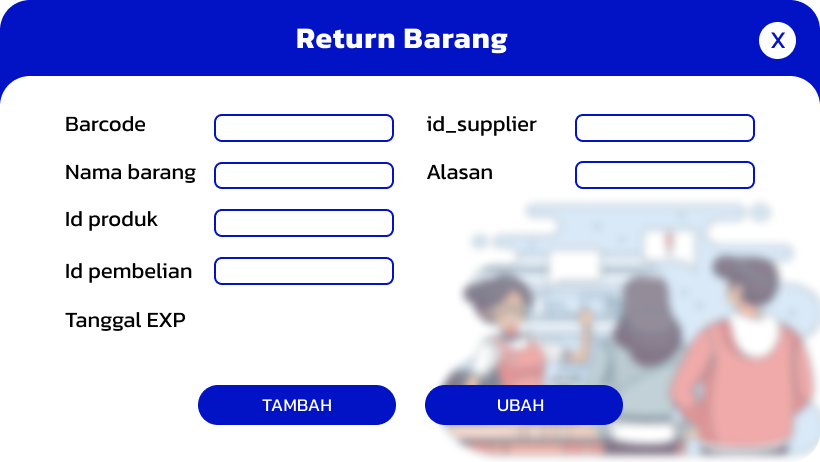 Return Barang
X
Barcode
id_supplier
Nama barang
Alasan
Id produk
Id pembelian
Tanggal EXP
TAMBAH
UBAH